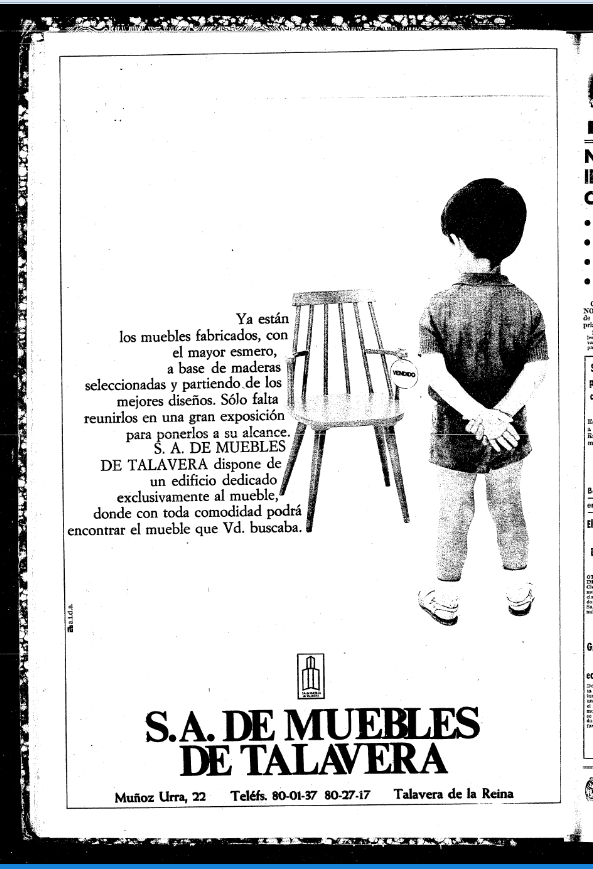 Ya están
los muebles fabricados, con
el mayor esmero,
a base de maderas
seleccionadas y partiendo de los
mejores diseños. Sólo falta
reunirlos en una gran exposición
para ponerlos a su alcance.
S. A. DE MUEBLES
DE TALAVERA dispone de
un edificio dedicado
exclusivamente al mueble,
donde con toda comodidad podrá
encontrar el mueble que Vd. buscaba.
VENDIDO
a.i.d.a.
S.A. DE MUEBLES
DE TALAVERA
Muñoz Urra, 22 Teléfs. 80-01-37 80-27-17 Talavera de la Reina